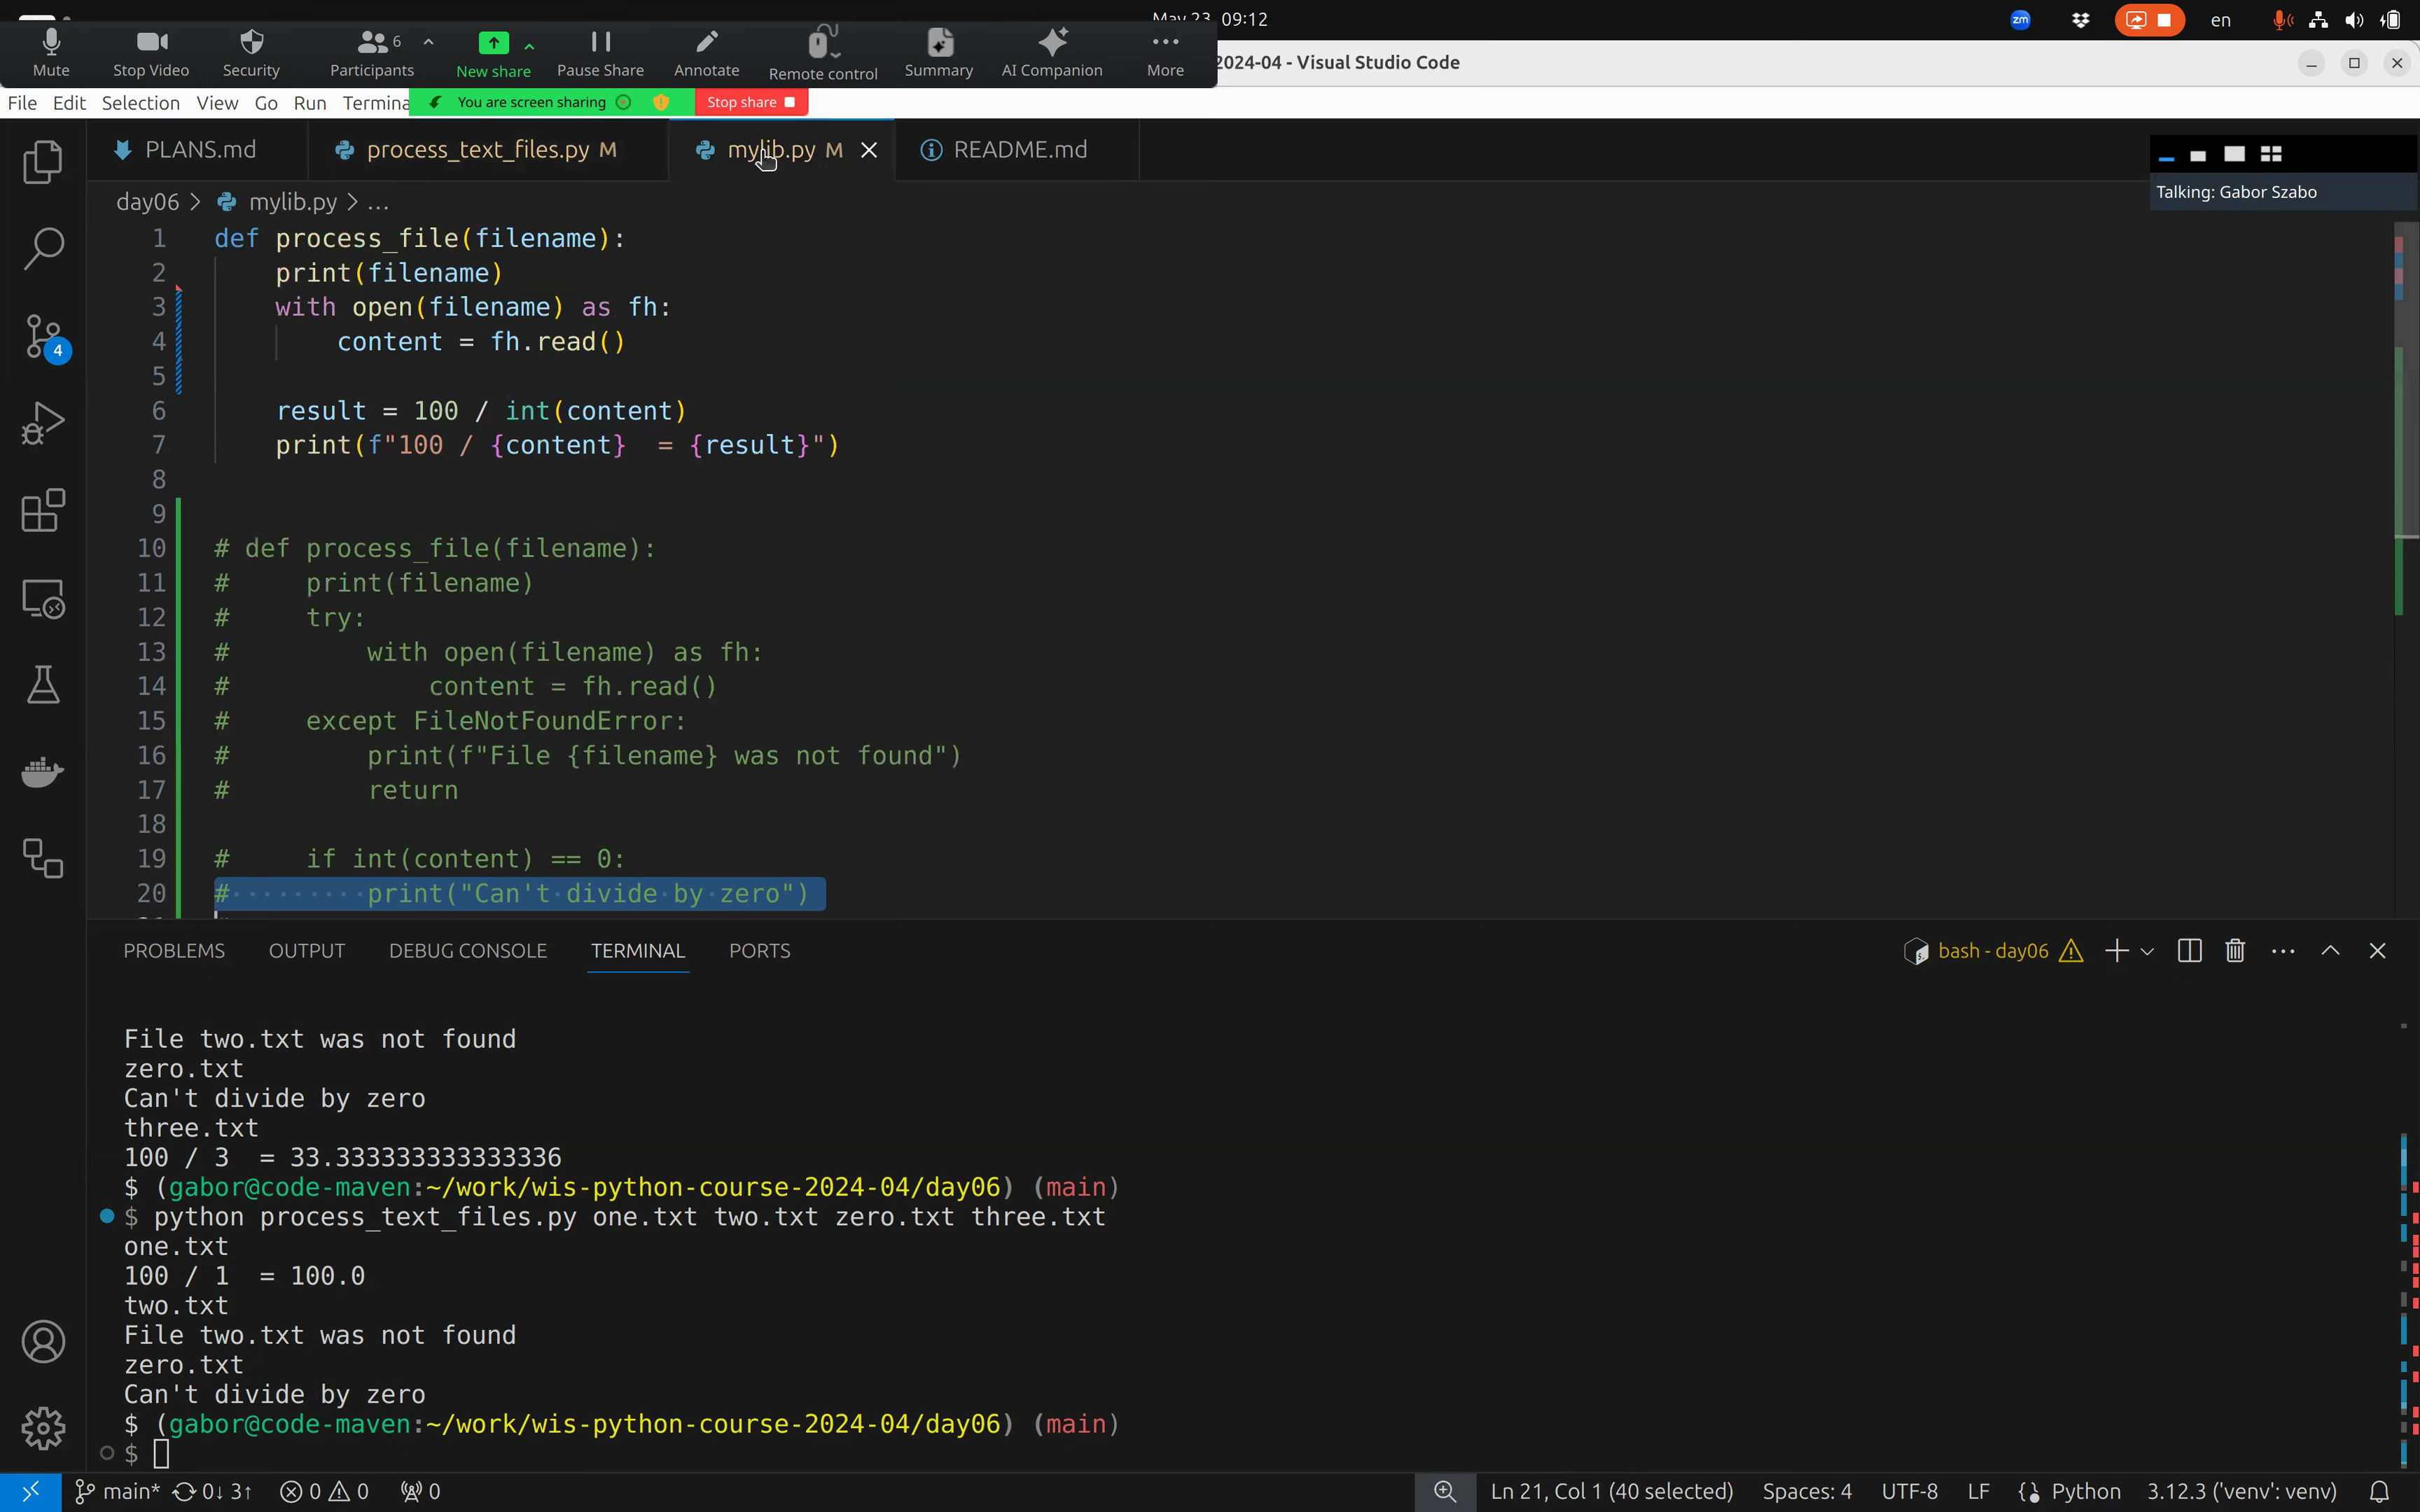 May 23 09:12
zm
en
Mute
Stop Video
Security
Participants 6
New share
Pause Share
Annotate
Remote control
Summary
AI Companion
More
2024-04 - Visual Studio Code
File Edit Selection View Go Run Termina
You are screen sharing
Stop share
PLANS.md
process_text_files.py M
mylib.py M
README.md
Talking: Gabor Szabo
day06 > mylib.py > ...
1 def process_file(filename):
2     print(filename)
3     with open(filename) as fh:
4         content = fh.read()
5
6     result = 100 / int(content)
7     print(f"100 / {content}  = {result}")
8
9
10 # def process_file(filename):
11 #     print(filename)
12 #     try:
13 #         with open(filename) as fh:
14 #             content = fh.read()
15 #     except FileNotFoundError:
16 #         print(f"File {filename} was not found")
17 #         return
18
19 #     if int(content) == 0:
20 #         print("Can't divide by zero")
4
PROBLEMS OUTPUT DEBUG CONSOLE TERMINAL PORTS
bash - day06
File two.txt was not found
zero.txt
Can't divide by zero
three.txt
100 / 3  = 33.333333333333336
$ (gabor@code-maven:~/work/wis-python-course-2024-04/day06) (main)
$ python process_text_files.py one.txt two.txt zero.txt three.txt
one.txt
100 / 1  = 100.0
two.txt
File two.txt was not found
zero.txt
Can't divide by zero
$ (gabor@code-maven:~/work/wis-python-course-2024-04/day06) (main)
$
main* 0↓ 3↑ 0 0 0 Ln 21, Col 1 (40 selected) Spaces: 4 UTF-8 LF Python 3.12.3 ('venv': venv)